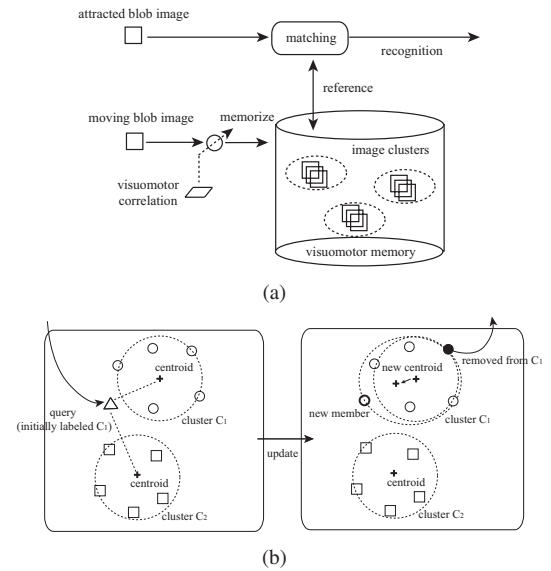 attracted blob image
matching
recognition
reference
moving blob image
memorize
image clusters
visuomotor
correlation
visuomotor memory
(a)
centroid
query
(initially labeled C1)
cluster C1
centroid
cluster C2
update
removed from C1
new centroid
new member
cluster C1
centroid
cluster C2
(b)